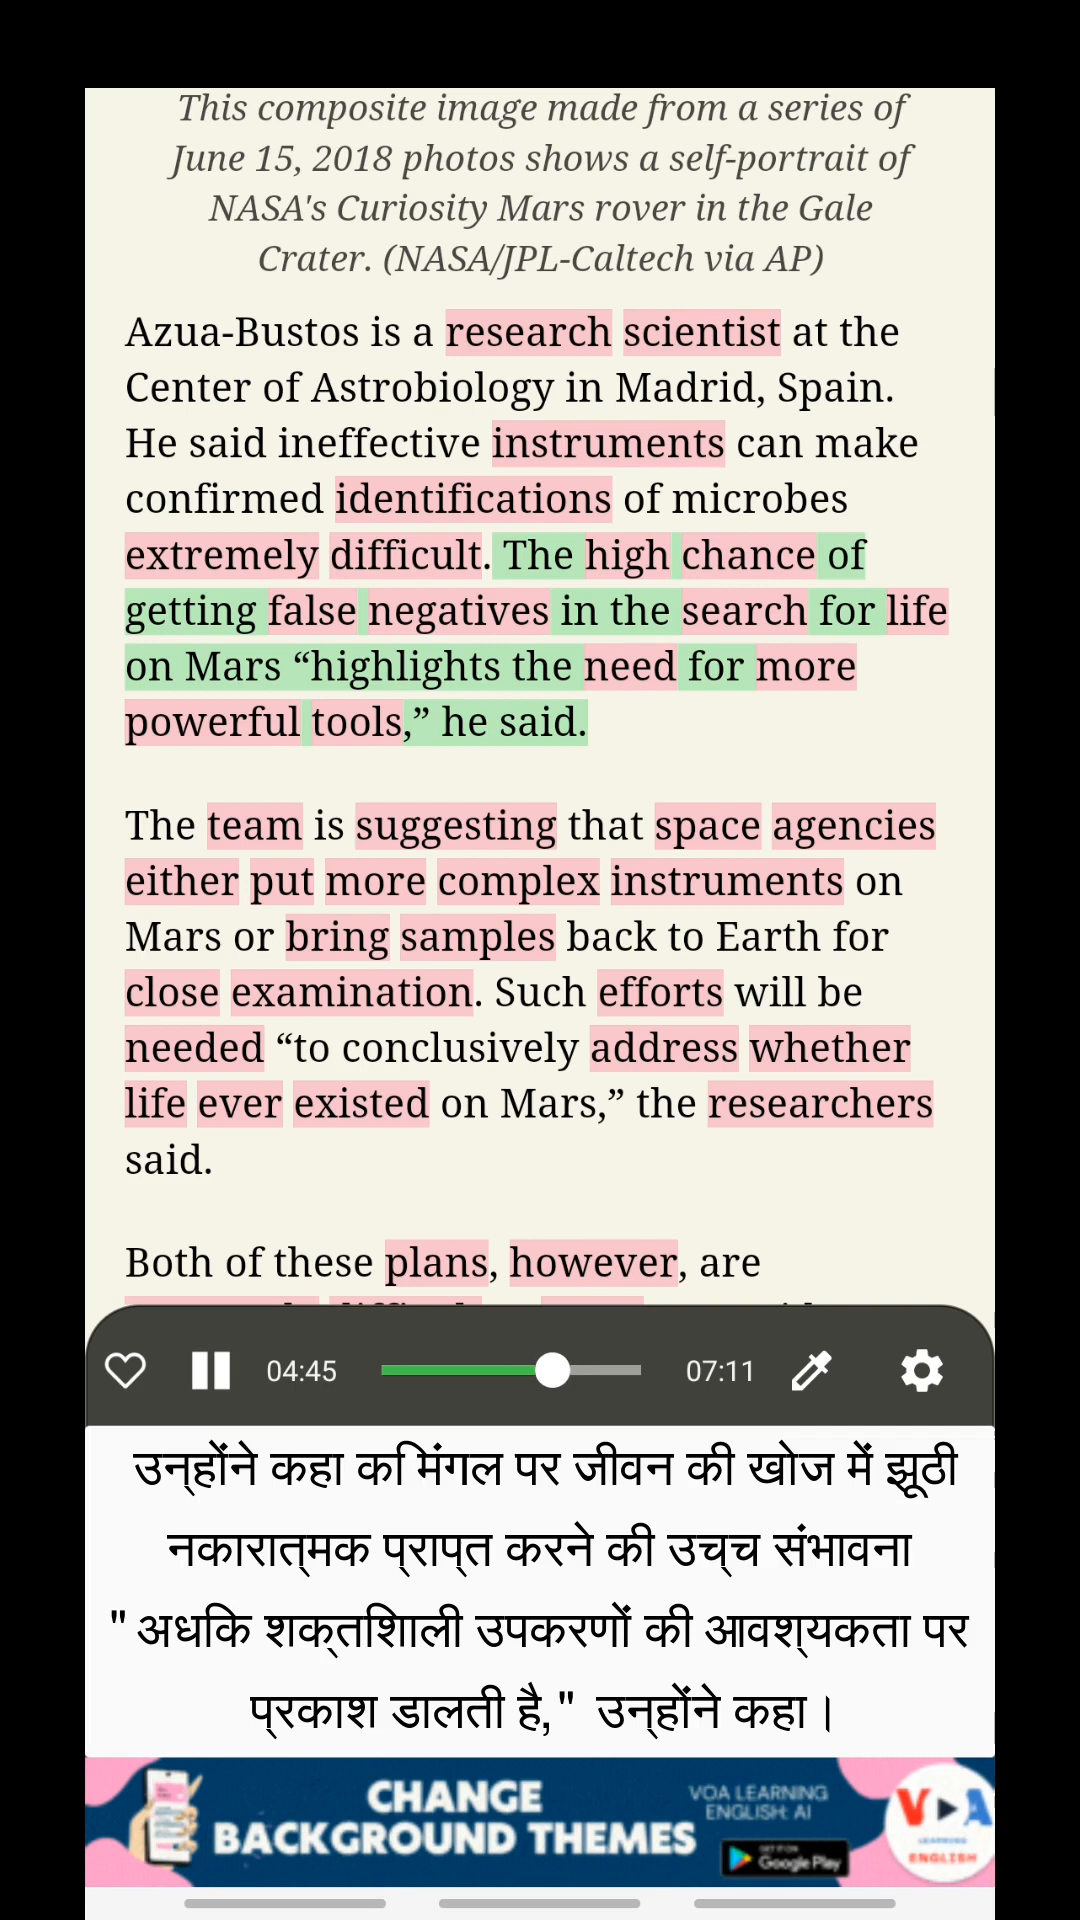 This composite image made from a series of
June 15, 2018 photos shows a self-portrait of
NASA's Curiosity Mars rover in the Gale
Crater. (NASA/JPL-Caltech via AP)
Azua-Bustos is a research scientist at the
Center of Astrobiology in Madrid, Spain.
He said ineffective instruments can make
confirmed identifications of microbes
extremely difficult. The high chance of
getting false negatives in the search for life
on Mars “highlights the need for more
powerful tools,” he said.
The team is suggesting that space agencies
either put more complex instruments on
Mars or bring samples back to Earth for
close examination. Such efforts will be
needed “to conclusively address whether
life ever existed on Mars,” the researchers
said.
Both of these plans, however, are
04:45 07:11
उन्होंने कहा कि मंगल पर जीवन की खोज में झूठी
नकारात्मक प्राप्त करने की उच्च संभावना
" अधिक शक्तिशाली उपकरणों की आवश्यकता पर
प्रकाश डालती है," उन्होंने कहा।
CHANGE
BACKGROUND THEMES
VOA LEARNING
ENGLISH: AI
GET IT ON
Google Play
VOA
LEARNING
ENGLISH